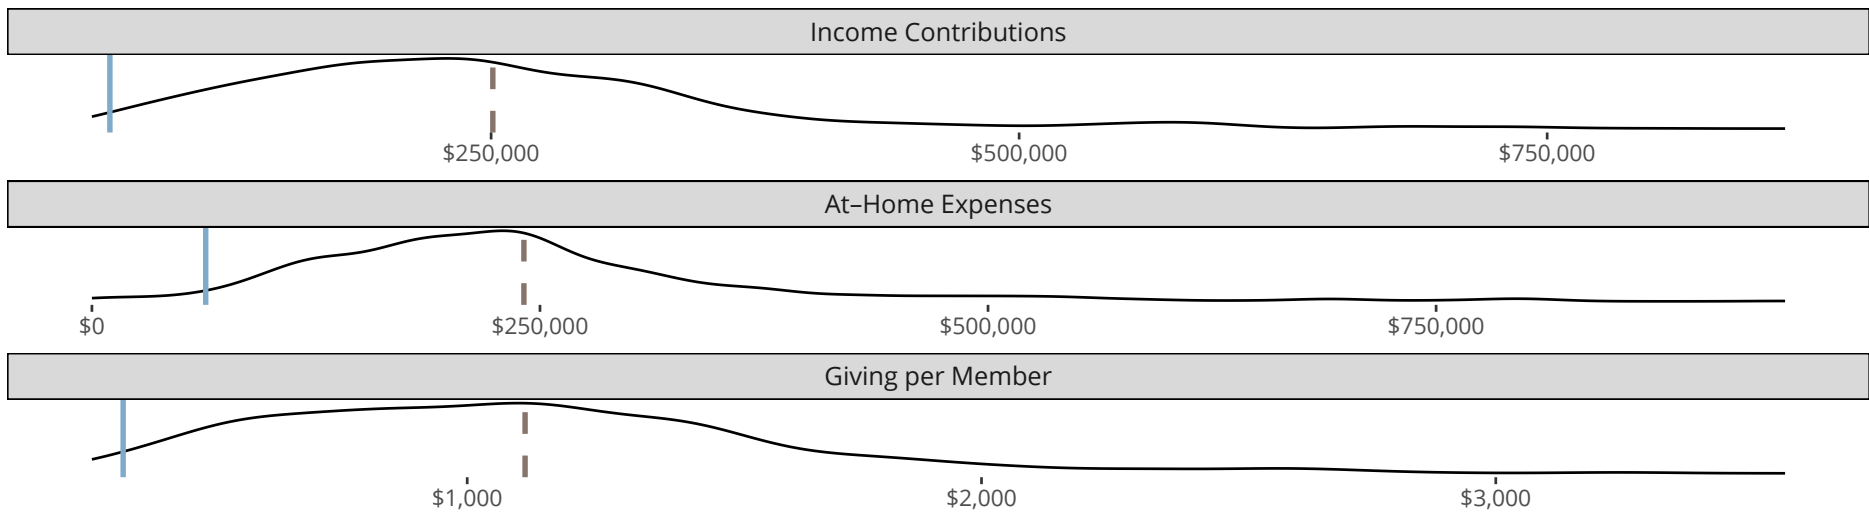 Income Contributions
$250,000 $500,000 $750,000
At–Home Expenses
$0 $250,000 $500,000 $750,000
Giving per Member
$1,000 $2,000 $3,000